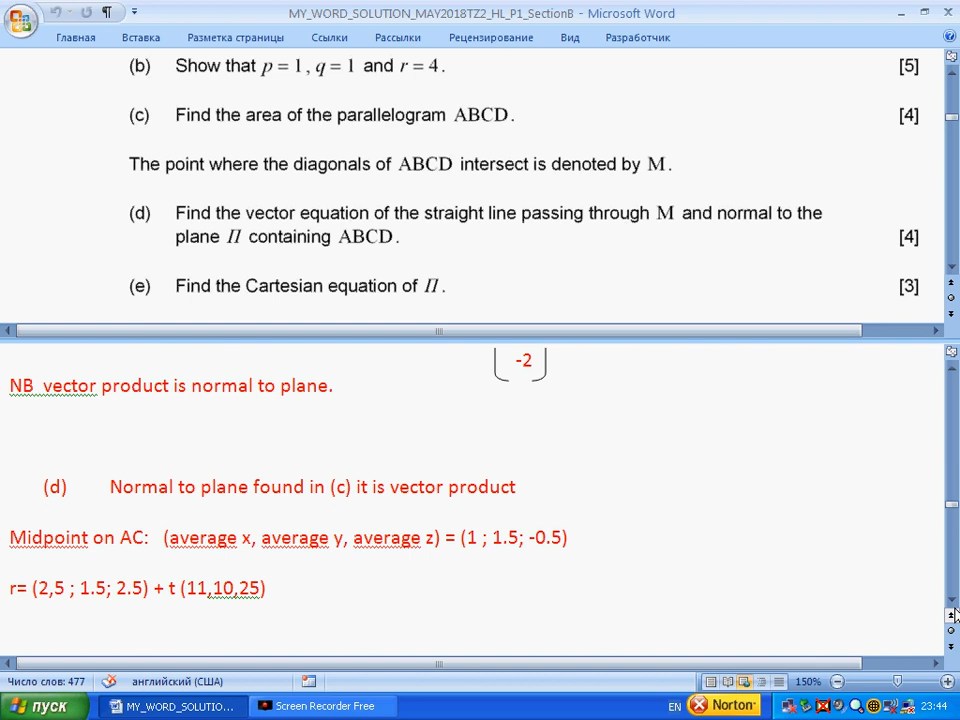 MY_WORD_SOLUTION_MAY2018TZ2_HL_P1_SectionB - Microsoft Word
Главная Вставка Разметка страницы Ссылки Рассылки Рецензирование Вид Разработчик
(b) Show that p = 1, q = 1 and r = 4. [5]
(c) Find the area of the parallelogram ABCD. [4]
The point where the diagonals of ABCD intersect is denoted by M.
(d) Find the vector equation of the straight line passing through M and normal to the
plane Π containing ABCD. [4]
(e) Find the Cartesian equation of Π. [3]
-2
NB vector product is normal to plane.
(d) Normal to plane found in (c) it is vector product
Midpoint on AC: (average x, average y, average z) = (1 ; 1.5; -0.5)
r= (2,5 ; 1.5; 2.5) + t (11,10,25)
Число слов: 477 английский (США) 150%
пуск MY_WORD_SOLUTIO... Screen Recorder Free EN Norton 23:44